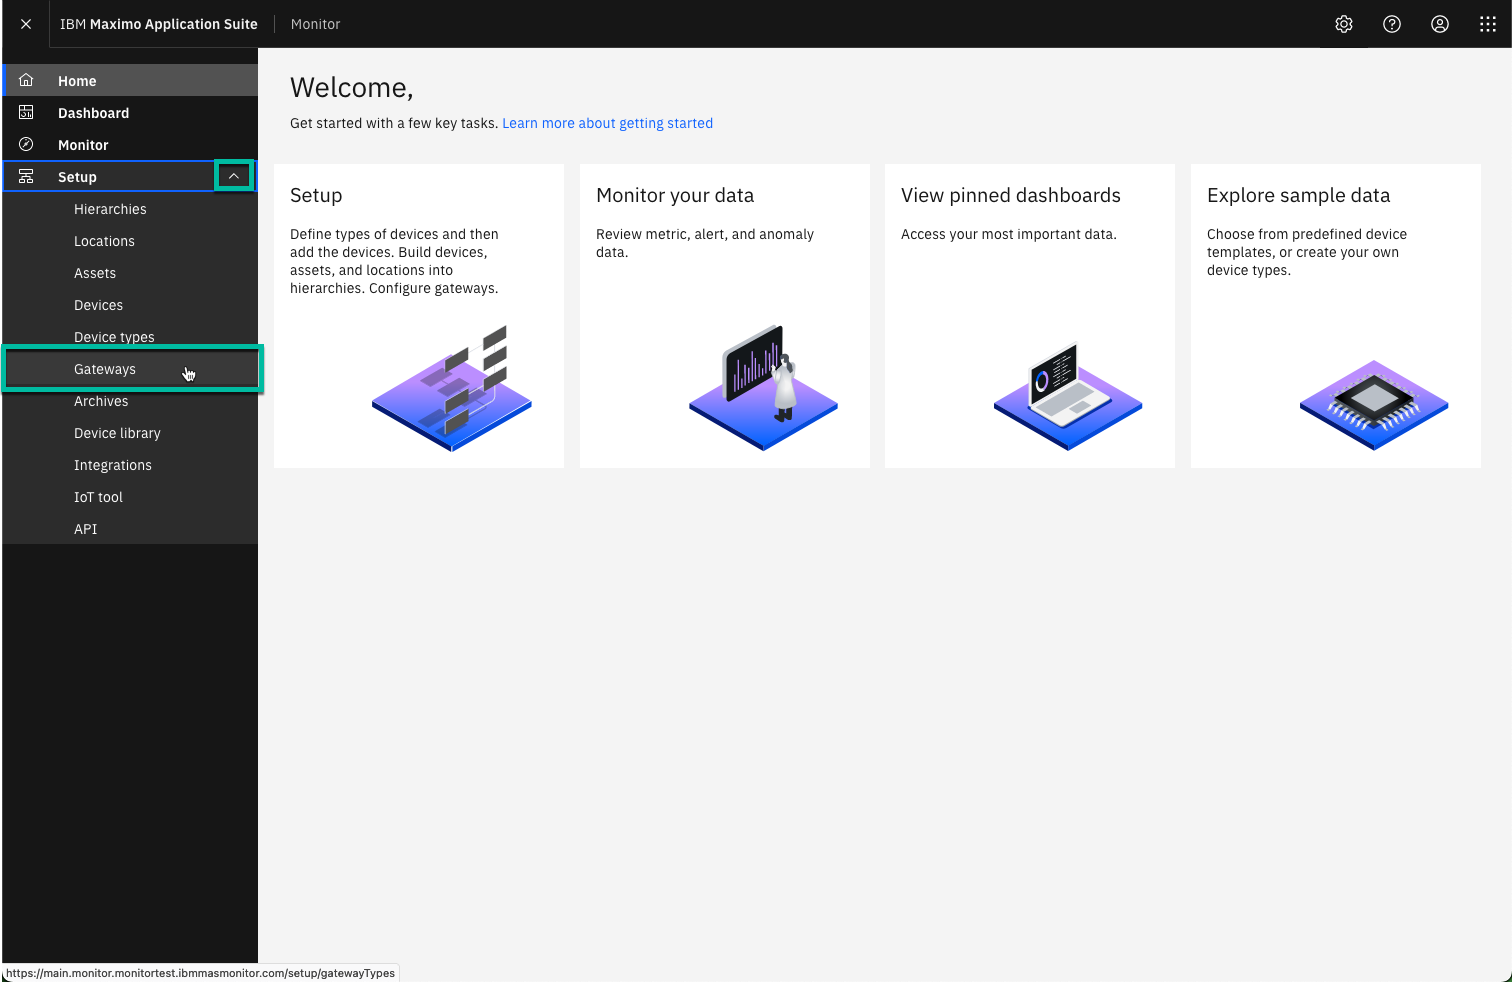 IBM Maximo Application Suite
Monitor
Home
Dashboard
Monitor
Setup
Hierarchies
Locations
Assets
Devices
Device types
Gateways
Archives
Device library
Integrations
IoT tool
API
Welcome,
Get started with a few key tasks. Learn more about getting started
Setup
Define types of devices and then
add the devices. Build devices,
assets, and locations into
hierarchies. Configure gateways.
Monitor your data
Review metric, alert, and anomaly
data.
View pinned dashboards
Access your most important data.
Explore sample data
Choose from predefined device
templates, or create your own
device types.
https://main.monitor.monitortest.ibmmasmonitor.com/setup/gatewayTypes